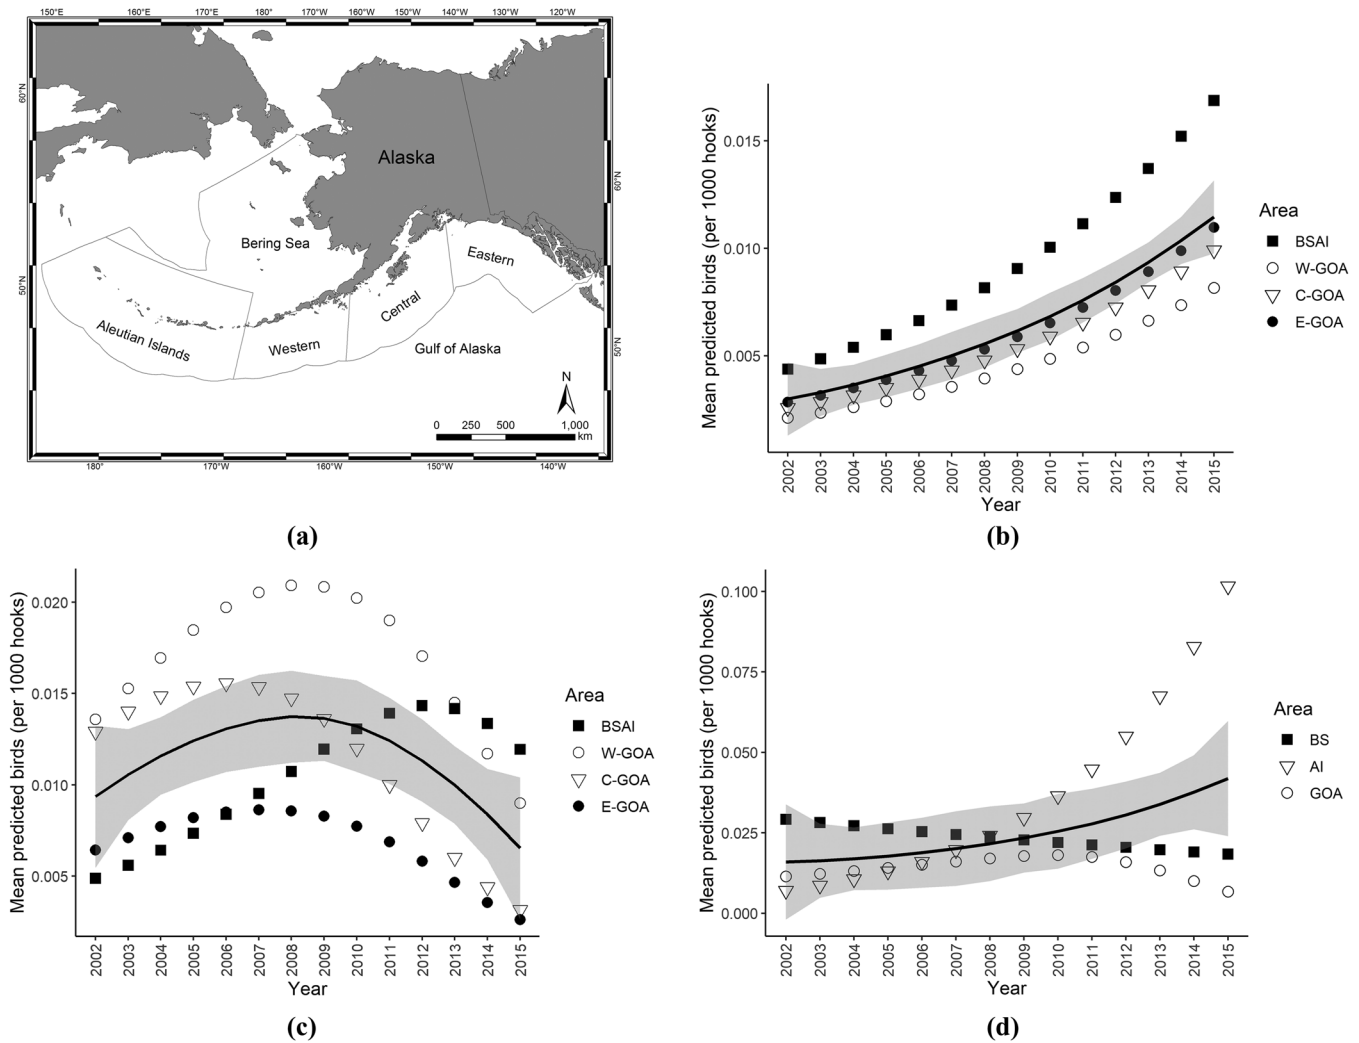 150°E 160°E 170°E 180° 170°W 160°W 150°W 140°W 130°W 120°W
60°N
50°N
60°N
50°N
Alaska
Bering Sea
Eastern
Central
Aleutian Islands
Western
Gulf of Alaska
N
0 250 500 1,000
km
180° 170°W 160°W 150°W 140°W
(a)
Mean predicted birds (per 1000 hooks)
0.015
0.010
0.005
2002 2003 2004 2005 2006 2007 2008 2009 2010 2011 2012 2013 2014 2015
Year
Area
BSAI
W-GOA
C-GOA
E-GOA
(b)
Mean predicted birds (per 1000 hooks)
0.020
0.015
0.010
0.005
2002 2003 2004 2005 2006 2007 2008 2009 2010 2011 2012 2013 2014 2015
Year
Area
BSAI
W-GOA
C-GOA
E-GOA
(c)
Mean predicted birds (per 1000 hooks)
0.100
0.075
0.050
0.025
0.000
2002 2003 2004 2005 2006 2007 2008 2009 2010 2011 2012 2013 2014 2015
Year
Area
BS
AI
GOA
(d)